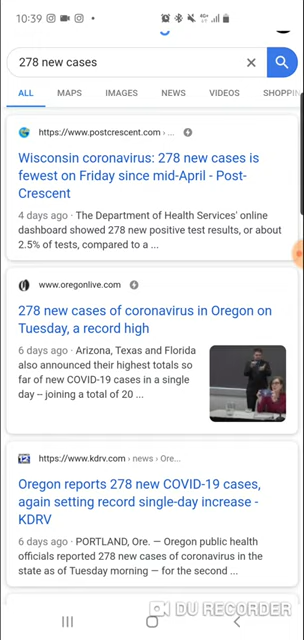 10:39
278 new cases
ALL MAPS IMAGES NEWS VIDEOS SHOPPIN
https://www.postcrescent.com › ...
Wisconsin coronavirus: 278 new cases is
fewest on Friday since mid-April - Post-
Crescent
4 days ago · The Department of Health Services' online
dashboard showed 278 new positive test results, or about
2.5% of tests, compared to a ...
www.oregonlive.com
278 new cases of coronavirus in Oregon on
Tuesday, a record high
6 days ago · Arizona, Texas and Florida
also announced their highest totals so
far of new COVID-19 cases in a single
day -- joining a total of 20 ...
https://www.kdrv.com › news › Ore...
Oregon reports 278 new COVID-19 cases,
again setting record single-day increase -
KDRV
6 days ago · PORTLAND, Ore. — Oregon public health
officials reported 278 new cases of coronavirus in the
state as of Tuesday morning — for the second ...
DU RECORDER